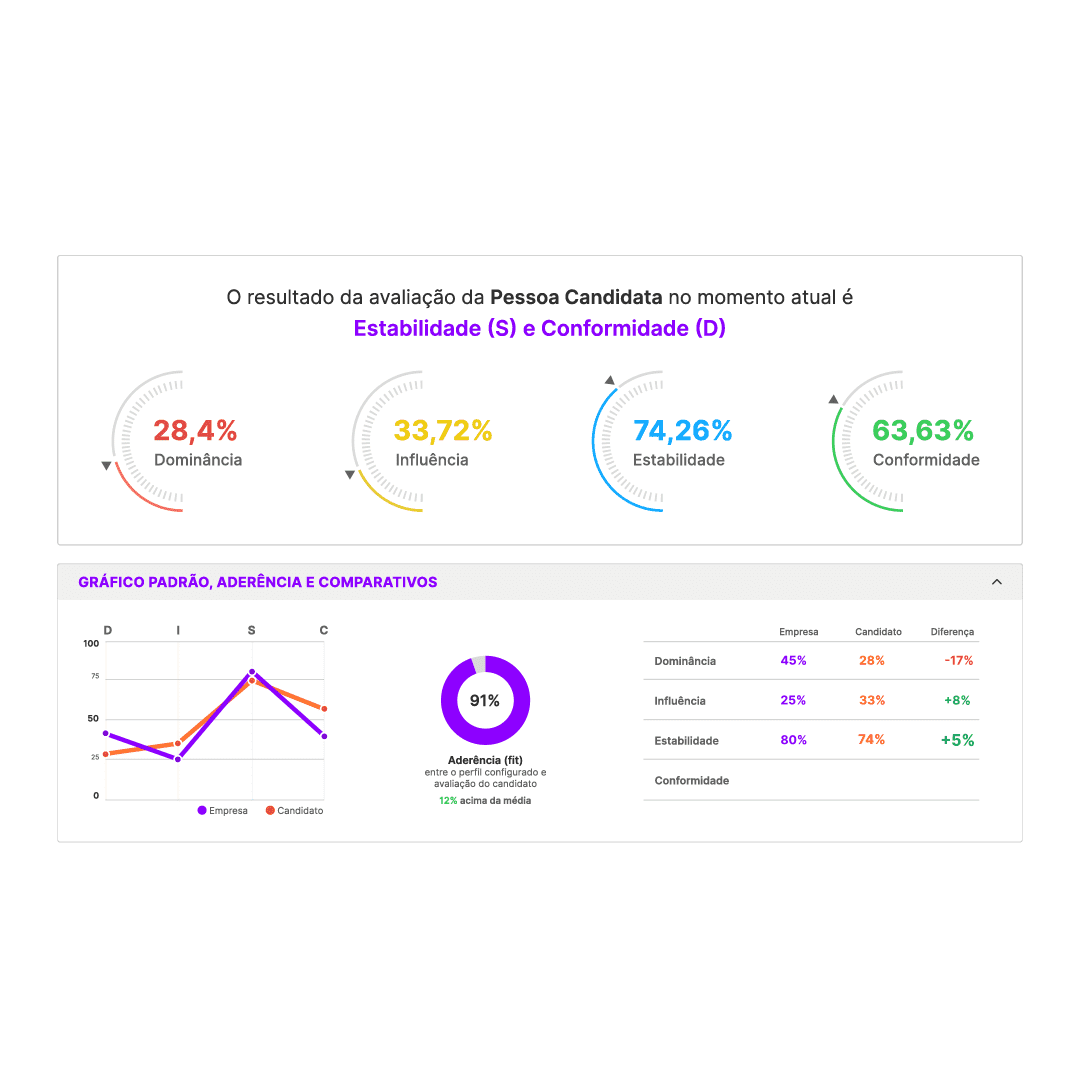 O resultado da avaliação da Pessoa Candidata no momento atual é
Estabilidade (S) e Conformidade (D)
28,4%
Dominância
33,72%
Influência
74,26%
Estabilidade
63,63%
Conformidade
GRÁFICO PADRÃO, ADERÊNCIA E COMPARATIVOS
D I S C
100
75
50
25
0
Empresa Candidato
91%
Aderência (fit)
entre o perfil configurado e
avaliação do candidato
12% acima da média
Empresa Candidato Diferença
Dominância 45% 28% -17%
Influência 25% 33% +8%
Estabilidade 80% 74% +5%
Conformidade